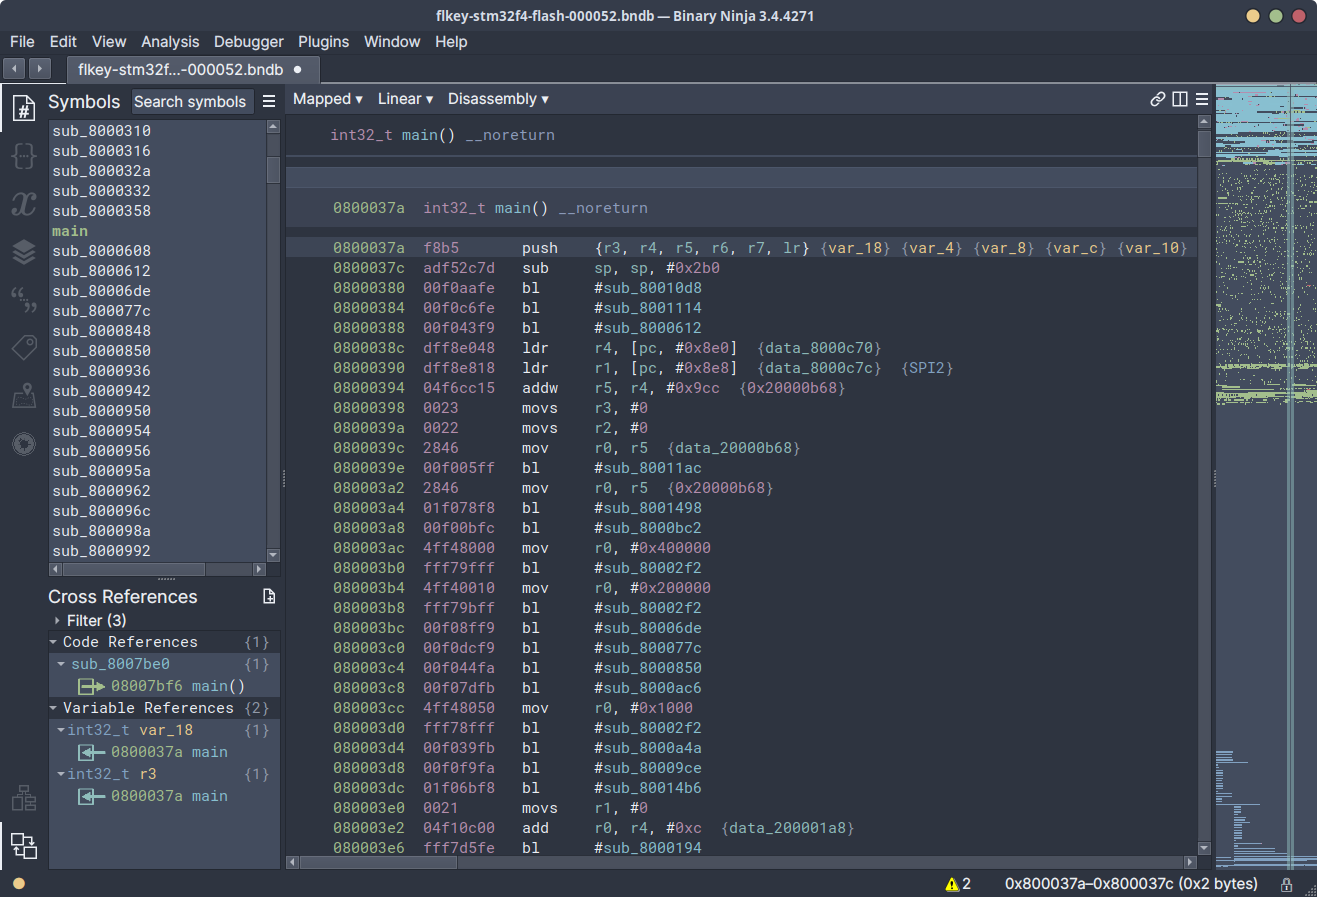 flkey-stm32f4-flash-000052.bndb — Binary Ninja 3.4.4271
File Edit View Analysis Debugger Plugins Window Help
flkey-stm32f...-000052.bndb ●
Symbols Search symbols
sub_8000310
sub_8000316
sub_800032a
sub_8000332
sub_8000358
main
sub_8000608
sub_8000612
sub_80006de
sub_800077c
sub_8000848
sub_8000850
sub_8000936
sub_8000942
sub_8000950
sub_8000954
sub_8000956
sub_800095a
sub_8000962
sub_800096c
sub_800098a
sub_8000992
Cross References
Filter (3)
Code References {1}
sub_8007be0 {1}
08007bf6 main()
Variable References {2}
int32_t var_18 {1}
0800037a main
int32_t r3 {1}
0800037a main
Mapped ▾ Linear ▾ Disassembly ▾
int32_t main() __noreturn
0800037a int32_t main() __noreturn
0800037a f8b5 push {r3, r4, r5, r6, r7, lr} {var_18} {var_4} {var_8} {var_c} {var_10}
0800037c adf52c7d sub sp, sp, #0x2b0
08000380 00f0aafe bl #sub_80010d8
08000384 00f0c6fe bl #sub_8001114
08000388 00f043f9 bl #sub_8000612
0800038c dff8e048 ldr r4, [pc, #0x8e0] {data_8000c70}
08000390 dff8e818 ldr r1, [pc, #0x8e8] {data_8000c7c} {SPI2}
08000394 04f6cc15 addw r5, r4, #0x9cc {0x20000b68}
08000398 0023 movs r3, #0
0800039a 0022 movs r2, #0
0800039c 2846 mov r0, r5 {data_20000b68}
0800039e 00f005ff bl #sub_80011ac
080003a2 2846 mov r0, r5 {0x20000b68}
080003a4 01f078f8 bl #sub_8001498
080003a8 00f00bfc bl #sub_8000bc2
080003ac 4ff48000 mov r0, #0x400000
080003b0 fff79fff bl #sub_80002f2
080003b4 4ff40010 mov r0, #0x200000
080003b8 fff79bff bl #sub_80002f2
080003bc 00f08ff9 bl #sub_80006de
080003c0 00f0dcf9 bl #sub_800077c
080003c4 00f044fa bl #sub_8000850
080003c8 00f07dfb bl #sub_8000ac6
080003cc 4ff48050 mov r0, #0x1000
080003d0 fff78fff bl #sub_80002f2
080003d4 00f039fb bl #sub_8000a4a
080003d8 00f0f9fa bl #sub_80009ce
080003dc 01f06bf8 bl #sub_80014b6
080003e0 0021 movs r1, #0
080003e2 04f10c00 add r0, r4, #0xc {data_200001a8}
080003e6 fff7d5fe bl #sub_8000194
2 0x800037a–0x800037c (0x2 bytes)